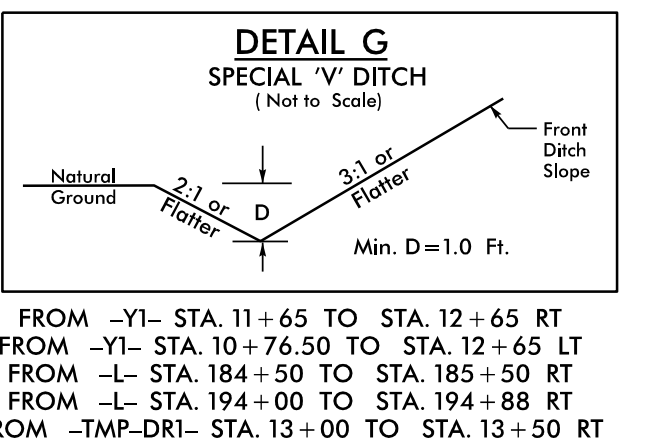 DETAIL G
SPECIAL 'V' DITCH
(Not to Scale)
Natural
Ground
2:1 or
Flatter
D
3:1 or
Flatter
Front
Ditch
Slope
Min. D=1.0 Ft.
FROM -Y1- STA. 11+65 TO STA. 12+65 RT
FROM -Y1- STA. 10+76.50 TO STA. 12+65 LT
FROM -L- STA. 184+50 TO STA. 185+50 RT
FROM -L- STA. 194+00 TO STA. 194+88 RT
ROM -TMP-DR1- STA. 13+00 TO STA. 13+50 RT